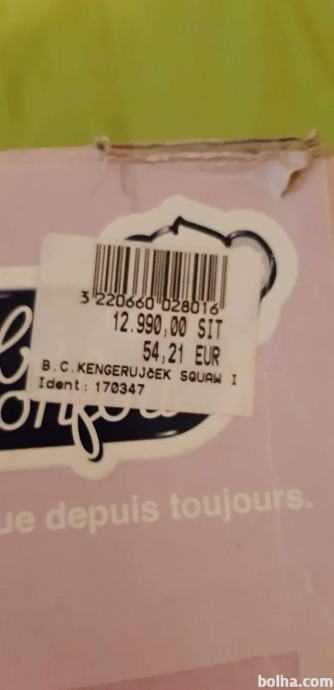 3 220660 028016
12.990,00 SIT
54,21 EUR
B.C.KENGERUJČEK SQUAW I
Ident: 170347
ue depuis toujours.
bolha.com